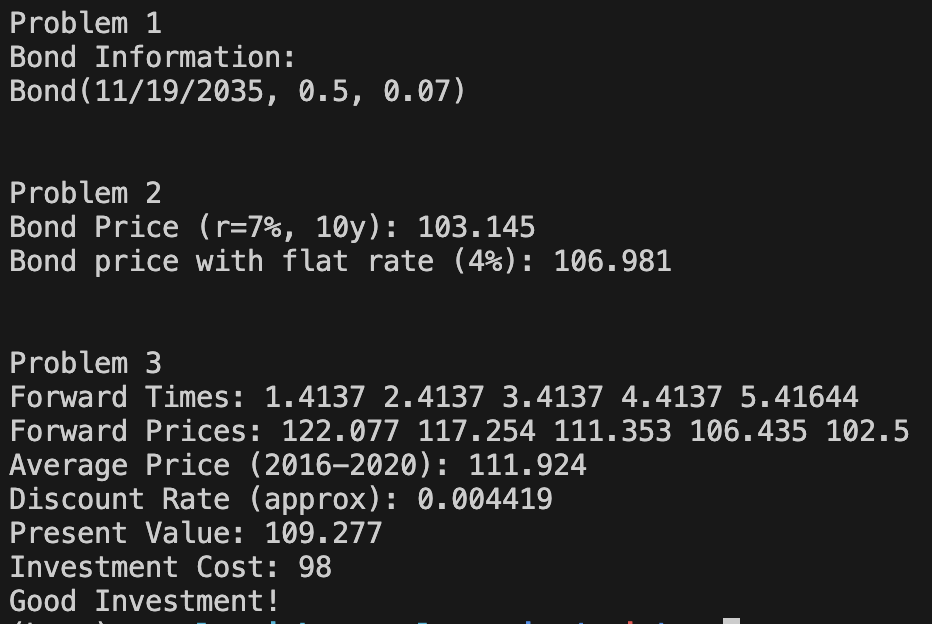 Problem 1
Bond Information:
Bond(11/19/2035, 0.5, 0.07)
Problem 2
Bond Price (r=7%, 10y): 103.145
Bond price with flat rate (4%): 106.981
Problem 3
Forward Times: 1.4137 2.4137 3.4137 4.4137 5.41644
Forward Prices: 122.077 117.254 111.353 106.435 102.5
Average Price (2016-2020): 111.924
Discount Rate (approx): 0.004419
Present Value: 109.277
Investment Cost: 98
Good Investment!